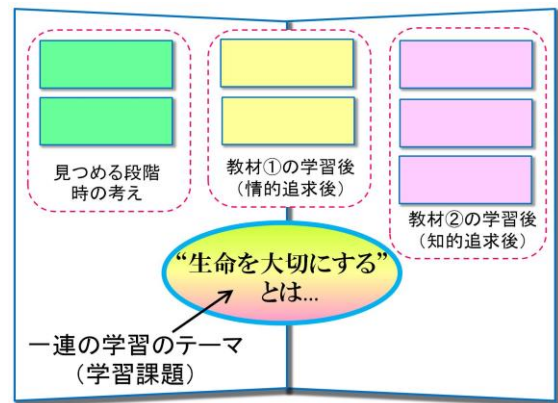 見つめる段階
時の考え
教材①の学習後
（情的追求後）
教材②の学習後
（知的追求後）
“生命を大切にする”
とは…
一連の学習のテーマ
（学習課題）